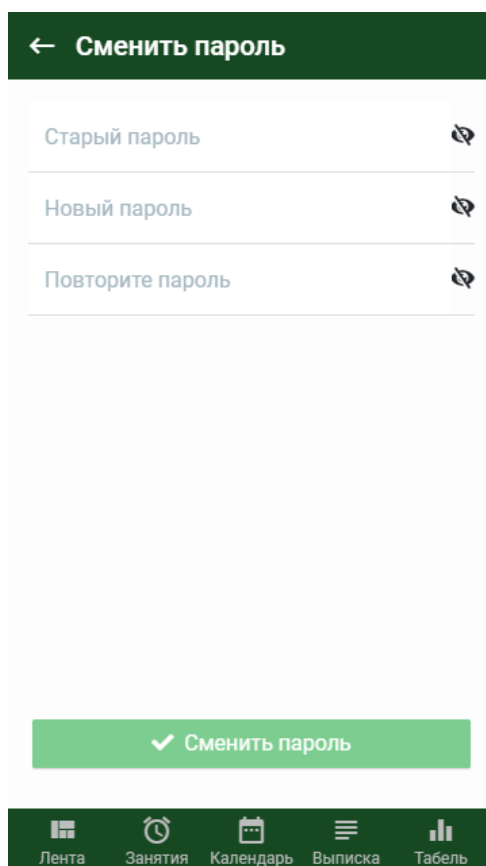 Сменить пароль
Старый пароль
Новый пароль
Повторите пароль
Сменить пароль
Лента Занятия Календарь Выписка Табель